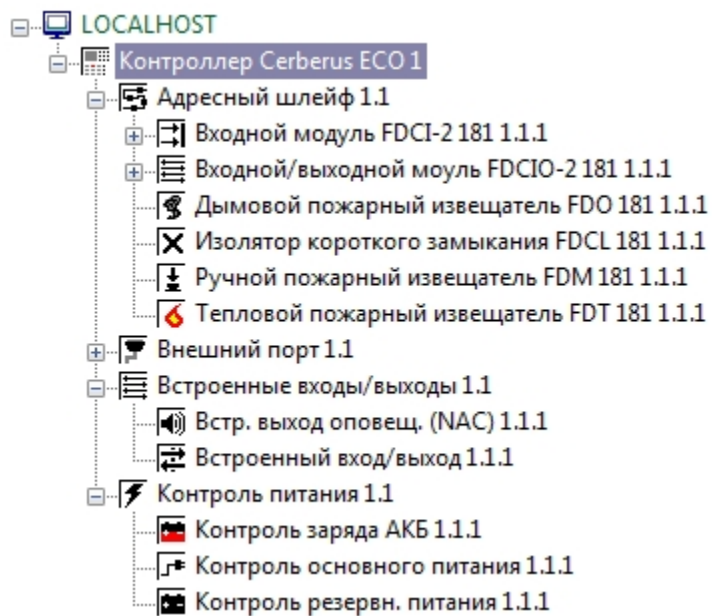 LOCALHOST
Контроллер Cerberus ECO 1
Адресный шлейф 1.1
Входной модуль FDCI-2 181 1.1.1
Входной/выходной моуль FDCIO-2 181 1.1.1
Дымовой пожарный извещатель FDO 181 1.1.1
Изолятор короткого замыкания FDCL 181 1.1.1
Ручной пожарный извещатель FDM 181 1.1.1
Тепловой пожарный извещатель FDT 181 1.1.1
Внешний порт 1.1
Встроенные входы/выходы 1.1
Встр. выход оповещ. (NAC) 1.1.1
Встроенный вход/выход 1.1.1
Контроль питания 1.1
Контроль заряда АКБ 1.1.1
Контроль основного питания 1.1.1
Контроль резервн. питания 1.1.1